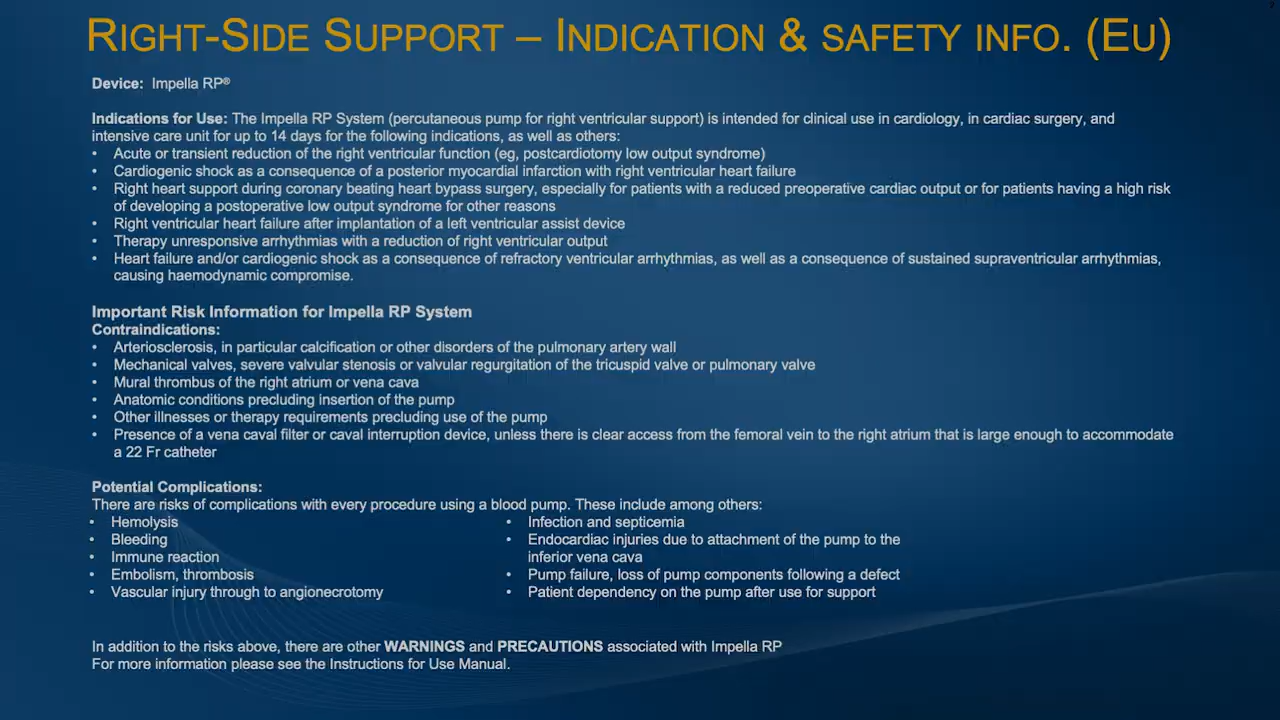 RIGHT-SIDE SUPPORT – INDICATION & SAFETY INFO. (EU)
Device: Impella RP®
Indications for Use: The Impella RP System (percutaneous pump for right ventricular support) is intended for clinical use in cardiology, in cardiac surgery, and
intensive care unit for up to 14 days for the following indications, as well as others:
• Acute or transient reduction of the right ventricular function (eg, postcardiotomy low output syndrome)
• Cardiogenic shock as a consequence of a posterior myocardial infarction with right ventricular heart failure
• Right heart support during coronary beating heart bypass surgery, especially for patients with a reduced preoperative cardiac output or for patients having a high risk
of developing a postoperative low output syndrome for other reasons
• Right ventricular heart failure after implantation of a left ventricular assist device
• Therapy unresponsive arrhythmias with a reduction of right ventricular output
• Heart failure and/or cardiogenic shock as a consequence of refractory ventricular arrhythmias, as well as a consequence of sustained supraventricular arrhythmias,
causing haemodynamic compromise.
Important Risk Information for Impella RP System
Contraindications:
• Arteriosclerosis, in particular calcification or other disorders of the pulmonary artery wall
• Mechanical valves, severe valvular stenosis or valvular regurgitation of the tricuspid valve or pulmonary valve
• Mural thrombus of the right atrium or vena cava
• Anatomic conditions precluding insertion of the pump
• Other illnesses or therapy requirements precluding use of the pump
• Presence of a vena caval filter or caval interruption device, unless there is clear access from the femoral vein to the right atrium that is large enough to accommodate
a 22 Fr catheter
Potential Complications:
There are risks of complications with every procedure using a blood pump. These include among others:
• Hemolysis
• Bleeding
• Immune reaction
• Embolism, thrombosis
• Vascular injury through to angionecrotomy
• Infection and septicemia
• Endocardiac injuries due to attachment of the pump to the
inferior vena cava
• Pump failure, loss of pump components following a defect
• Patient dependency on the pump after use for support
In addition to the risks above, there are other WARNINGS and PRECAUTIONS associated with Impella RP
For more information please see the Instructions for Use Manual.